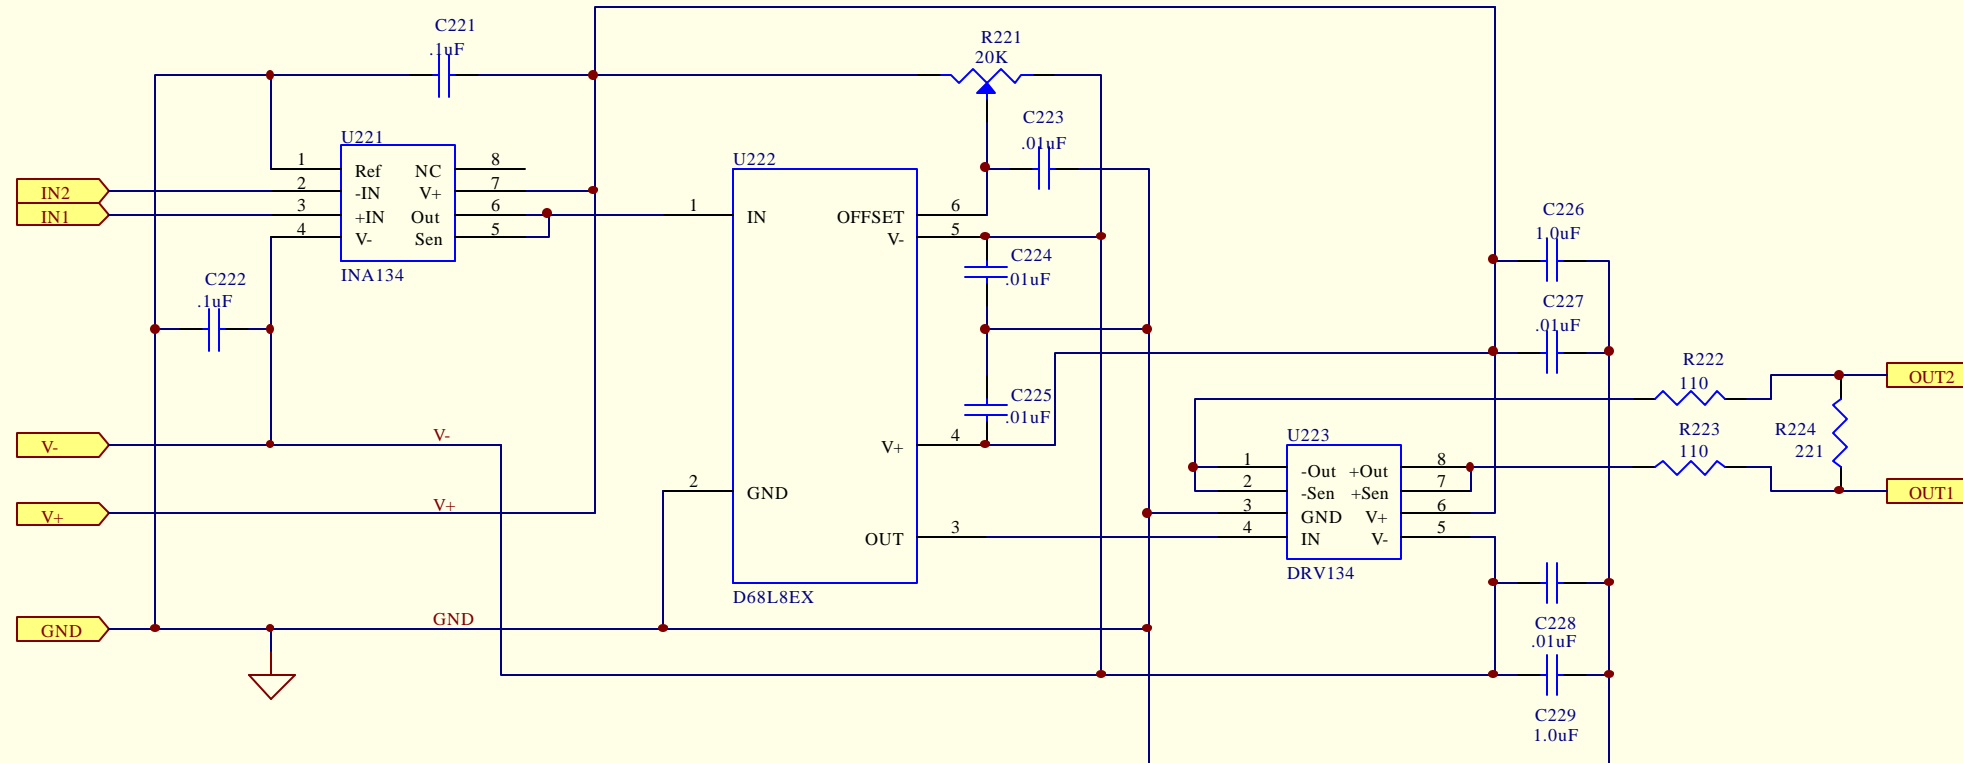 C221
.1uF
R221
20K
C223
.01uF
U221
1 Ref NC 8
2 -IN V+ 7
3 +IN Out 6
4 V- Sen 5
INA134
IN2
IN1
C222
.1uF
U222
1 IN OFFSET 6
V- 5
V+ 4
2 GND
OUT 3
D68L8EX
C224
.01uF
C225
.01uF
C226
1.0uF
C227
.01uF
R222
110
OUT2
R223
110
R224
221
OUT1
U223
1 -Out +Out 8
2 -Sen +Sen 7
3 GND V+ 6
4 IN V- 5
DRV134
V- V-
V+ V+
GND GND
C228
.01uF
C229
1.0uF